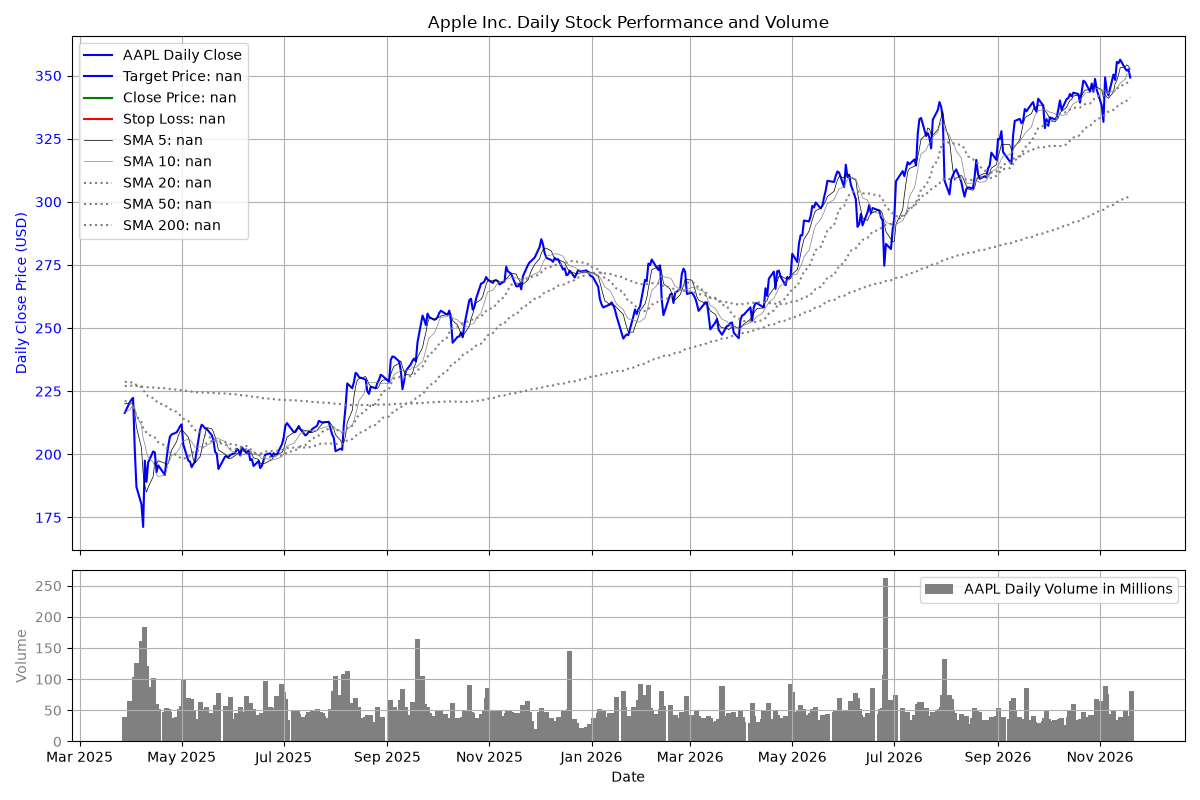 Apple Inc. Daily Stock Performance and Volume
AAPL Daily Close
Target Price: nan
Close Price: nan
Stop Loss: nan
SMA 5: nan
SMA 10: nan
SMA 20: nan
SMA 50: nan
SMA 200: nan
Daily Close Price (USD)
350
325
300
275
250
225
200
175
AAPL Daily Volume in Millions
Volume
250
200
150
100
50
0
Mar 2025 May 2025 Jul 2025 Sep 2025 Nov 2025 Jan 2026 Mar 2026 May 2026 Jul 2026 Sep 2026 Nov 2026
Date